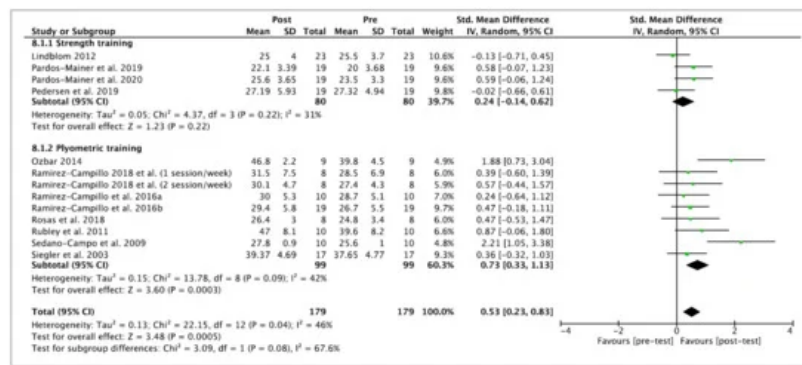 Post Pre Std. Mean Difference Std. Mean Difference
Study or Subgroup Mean SD Total Mean SD Total Weight IV, Random, 95% CI IV, Random, 95% CI
8.1.1 Strength training
Lindblom 2012 25 4 23 25.5 3.7 23 10.6% -0.13 [-0.71, 0.45]
Pardos-Mainer et al. 2019 22.1 3.39 19 20 3.68 19 9.6% 0.58 [-0.07, 1.23]
Pardos-Mainer et al. 2020 25.6 3.65 19 23.5 3.3 19 9.6% 0.59 [-0.06, 1.24]
Pedersen et al. 2019 27.19 5.93 19 27.32 4.94 19 9.9% -0.02 [-0.66, 0.61]
Subtotal (95% CI) 80 80 39.7% 0.24 [-0.14, 0.62]
Heterogeneity: Tau² = 0.05; Chi² = 4.37, df = 3 (P = 0.22); I² = 31%
Test for overall effect: Z = 1.23 (P = 0.22)
8.1.2 Plyometric training
Ozbar 2014 46.8 2.2 9 39.8 4.5 9 4.9% 1.88 [0.73, 3.04]
Ramirez-Campillo 2018 et al. (1 session/week) 31.5 7.5 8 28.5 6.9 8 6.0% 0.39 [-0.60, 1.39]
Ramirez-Campillo 2018 et al. (2 session/week) 30.1 4.7 8 27.4 4.3 8 6.0% 0.57 [-0.44, 1.57]
Ramirez-Campillo et al. 2016a 30 5.3 10 28.7 5.1 10 7.0% 0.24 [-0.64, 1.12]
Ramirez-Campillo et al. 2016b 29.4 5.8 19 26.7 5.5 19 9.7% 0.47 [-0.18, 1.11]
Rosas et al. 2018 26.4 3 8 24.8 3.4 8 6.0% 0.47 [-0.53, 1.47]
Rubley et al. 2011 47 8.1 10 39.6 8.2 10 6.6% 0.87 [-0.06, 1.80]
Sedano-Campo et al. 2009 27.8 0.9 10 25.6 1 10 4.8% 2.21 [1.05, 3.38]
Siegler et al. 2003 39.37 4.69 17 37.65 4.77 17 9.3% 0.36 [-0.32, 1.03]
Subtotal (95% CI) 99 99 60.3% 0.73 [0.33, 1.13]
Heterogeneity: Tau² = 0.15; Chi² = 13.78, df = 8 (P = 0.09); I² = 42%
Test for overall effect: Z = 3.60 (P = 0.0003)
Total (95% CI) 179 179 100.0% 0.53 [0.23, 0.83]
Heterogeneity: Tau² = 0.13; Chi² = 22.15, df = 12 (P = 0.04); I² = 46%
Test for overall effect: Z = 3.48 (P = 0.0005)
Test for subgroup differences: Chi² = 3.09, df = 1 (P = 0.08), I² = 67.6%
-4 -2 0 2 4
Favours [pre-test] Favours [post-test]